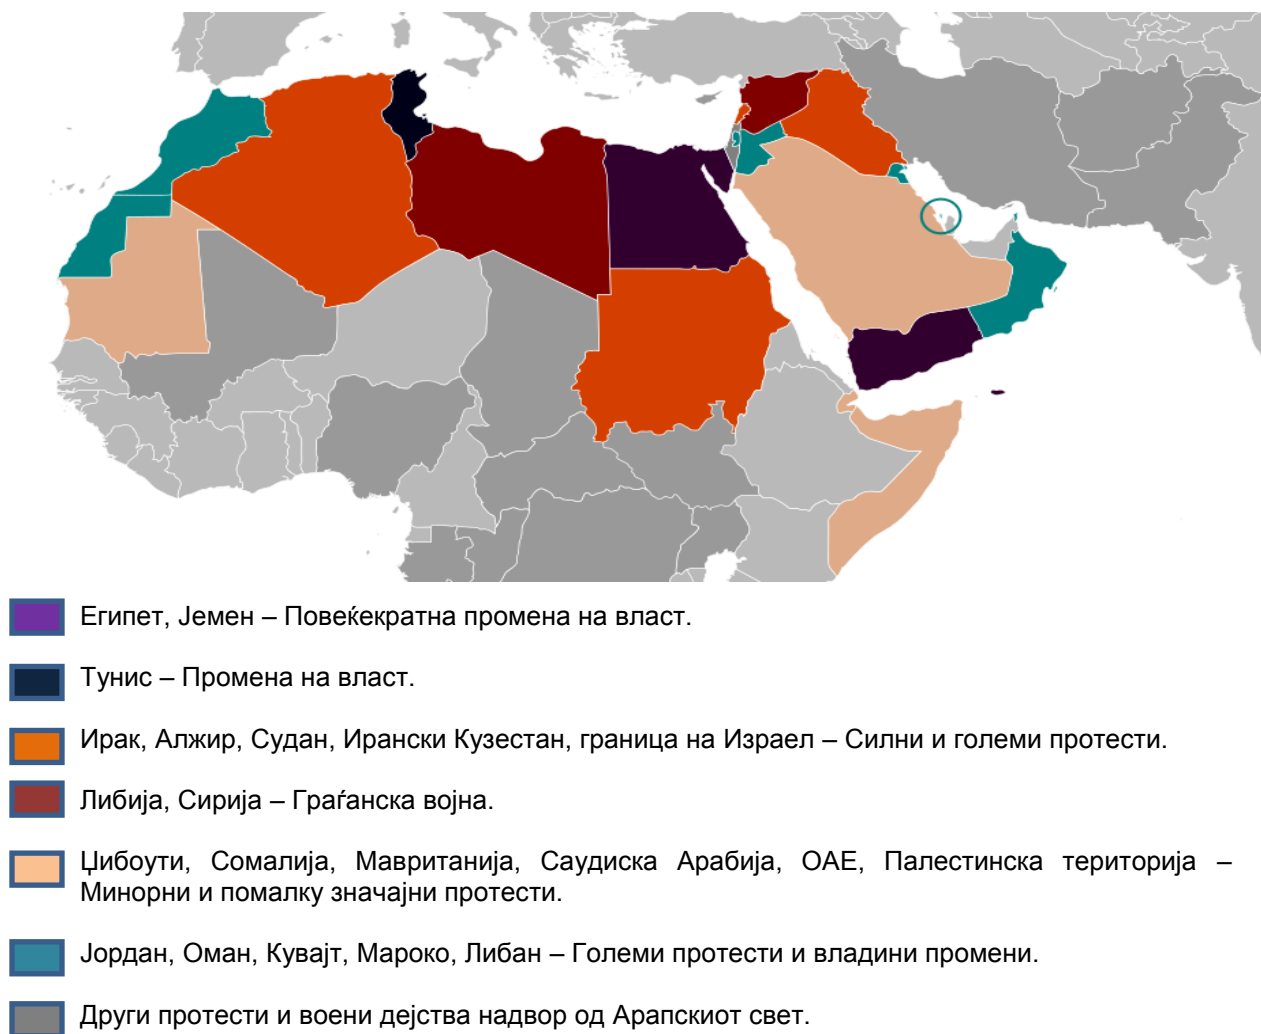 Египет, Јемен – Повеќекратна промена на власт.
Тунис – Промена на власт.
Ирак, Алжир, Судан, Ирански Кузестан, граница на Израел – Силни и големи протести.
Либија, Сирија – Граѓанска војна.
Џибоути, Сомалија, Мавританија, Саудиска Арабија, ОАЕ, Палестинска територија –
Минорни и помалку значајни протести.
Јордан, Оман, Кувајт, Мароко, Либан – Големи протести и владини промени.
Други протести и воени дејства надвор од Арапскиот свет.